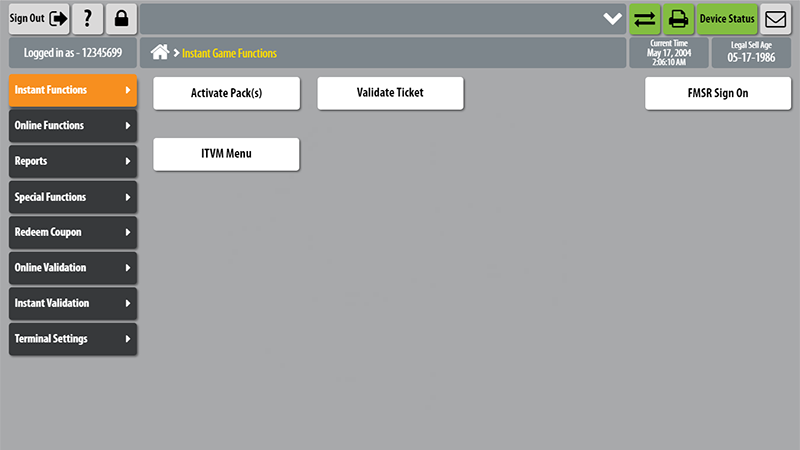 Sign Out
?
Device Status
Logged in as - 12345699
> Instant Game Functions
Current Time
May 17, 2004
2:06:10 AM
Legal Sell Age
05-17-1986
Instant Functions
Online Functions
Reports
Special Functions
Redeem Coupon
Online Validation
Instant Validation
Terminal Settings
Activate Pack(s)
Validate Ticket
FMSR Sign On
ITVM Menu